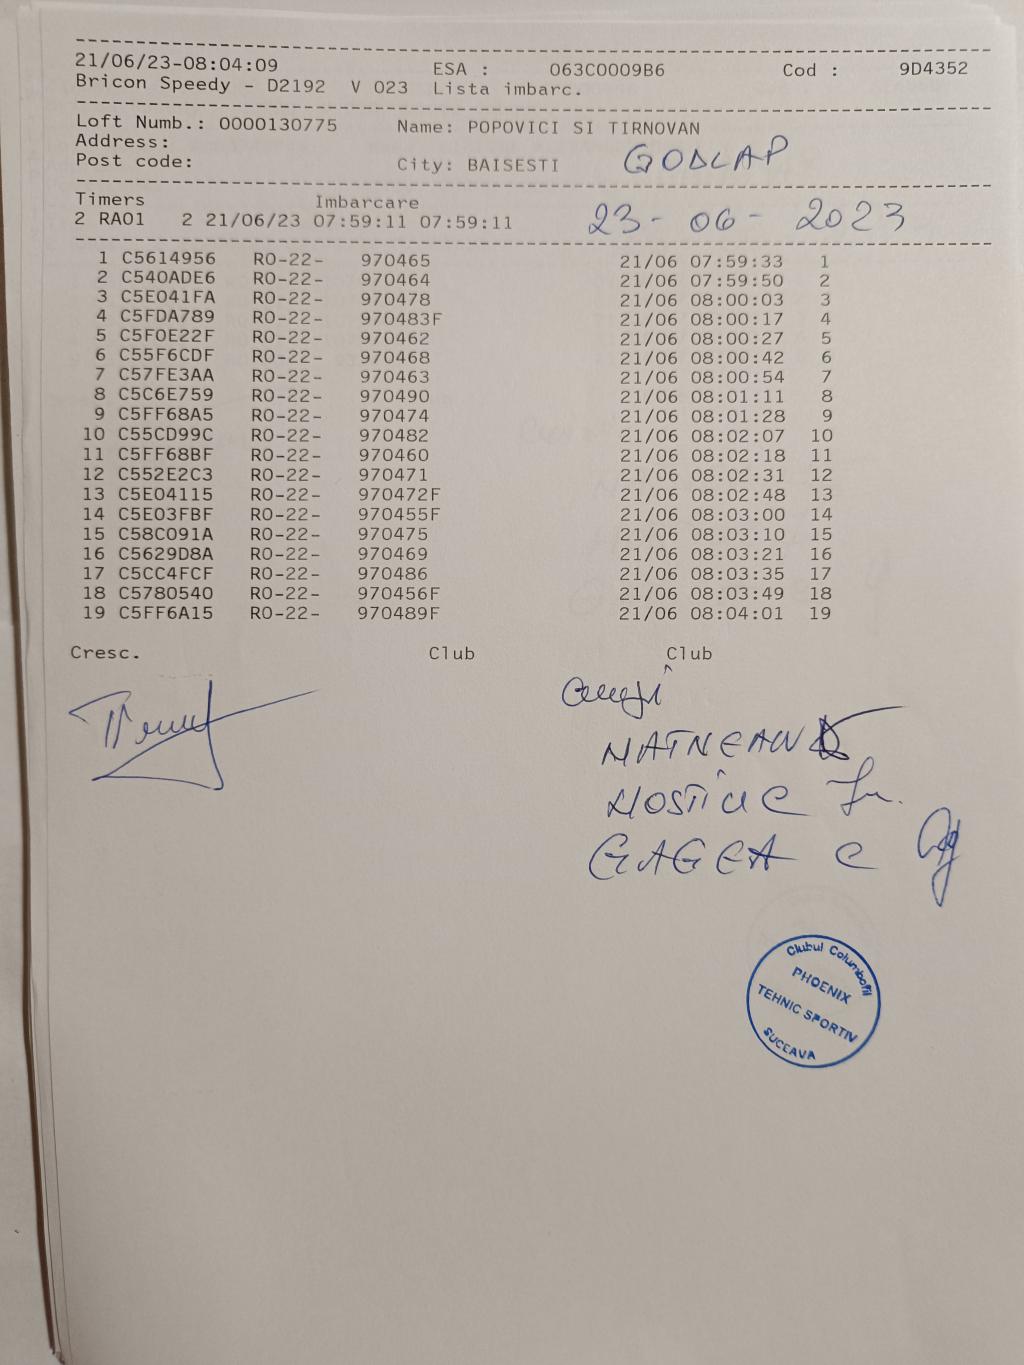 21/06/23-08:04:09 ESA : 063C0009B6 Cod : 9D4352
Bricon Speedy - D2192 V 023 Lista imbarc.
Loft Numb.: 0000130775 Name: POPOVICI SI TIRNOVAN
Address:
Post code: City: BAISESTI GODLAP
Timers Imbarcare
2 RA01 2 21/06/23 07:59:11 07:59:11 23-06-2023
1 C5614956 RO-22- 970465 21/06 07:59:33 1
2 C540ADE6 RO-22- 970464 21/06 07:59:50 2
3 C5E041FA RO-22- 970478 21/06 08:00:03 3
4 C5FDA789 RO-22- 970483F 21/06 08:00:17 4
5 C5F0E22F RO-22- 970462 21/06 08:00:27 5
6 C55F6CDF RO-22- 970468 21/06 08:00:42 6
7 C57FE3AA RO-22- 970463 21/06 08:00:54 7
8 C5C6E759 RO-22- 970490 21/06 08:01:11 8
9 C5FF68A5 RO-22- 970474 21/06 08:01:28 9
10 C55CD99C RO-22- 970482 21/06 08:02:07 10
11 C5FF68BF RO-22- 970460 21/06 08:02:18 11
12 C552E2C3 RO-22- 970471 21/06 08:02:31 12
13 C5E04115 RO-22- 970472F 21/06 08:02:48 13
14 C5E03FBF RO-22- 970455F 21/06 08:03:00 14
15 C58C091A RO-22- 970475 21/06 08:03:10 15
16 C5629D8A RO-22- 970469 21/06 08:03:21 16
17 C5CC4FCF RO-22- 970486 21/06 08:03:35 17
18 C5780540 RO-22- 970456F 21/06 08:03:49 18
19 C5FF6A15 RO-22- 970489F 21/06 08:04:01 19
Cresc. Club Club
GAGEA C
Clubul Columbofil
PHOENIX
TEHNIC SPORTIV
SUCEAVA